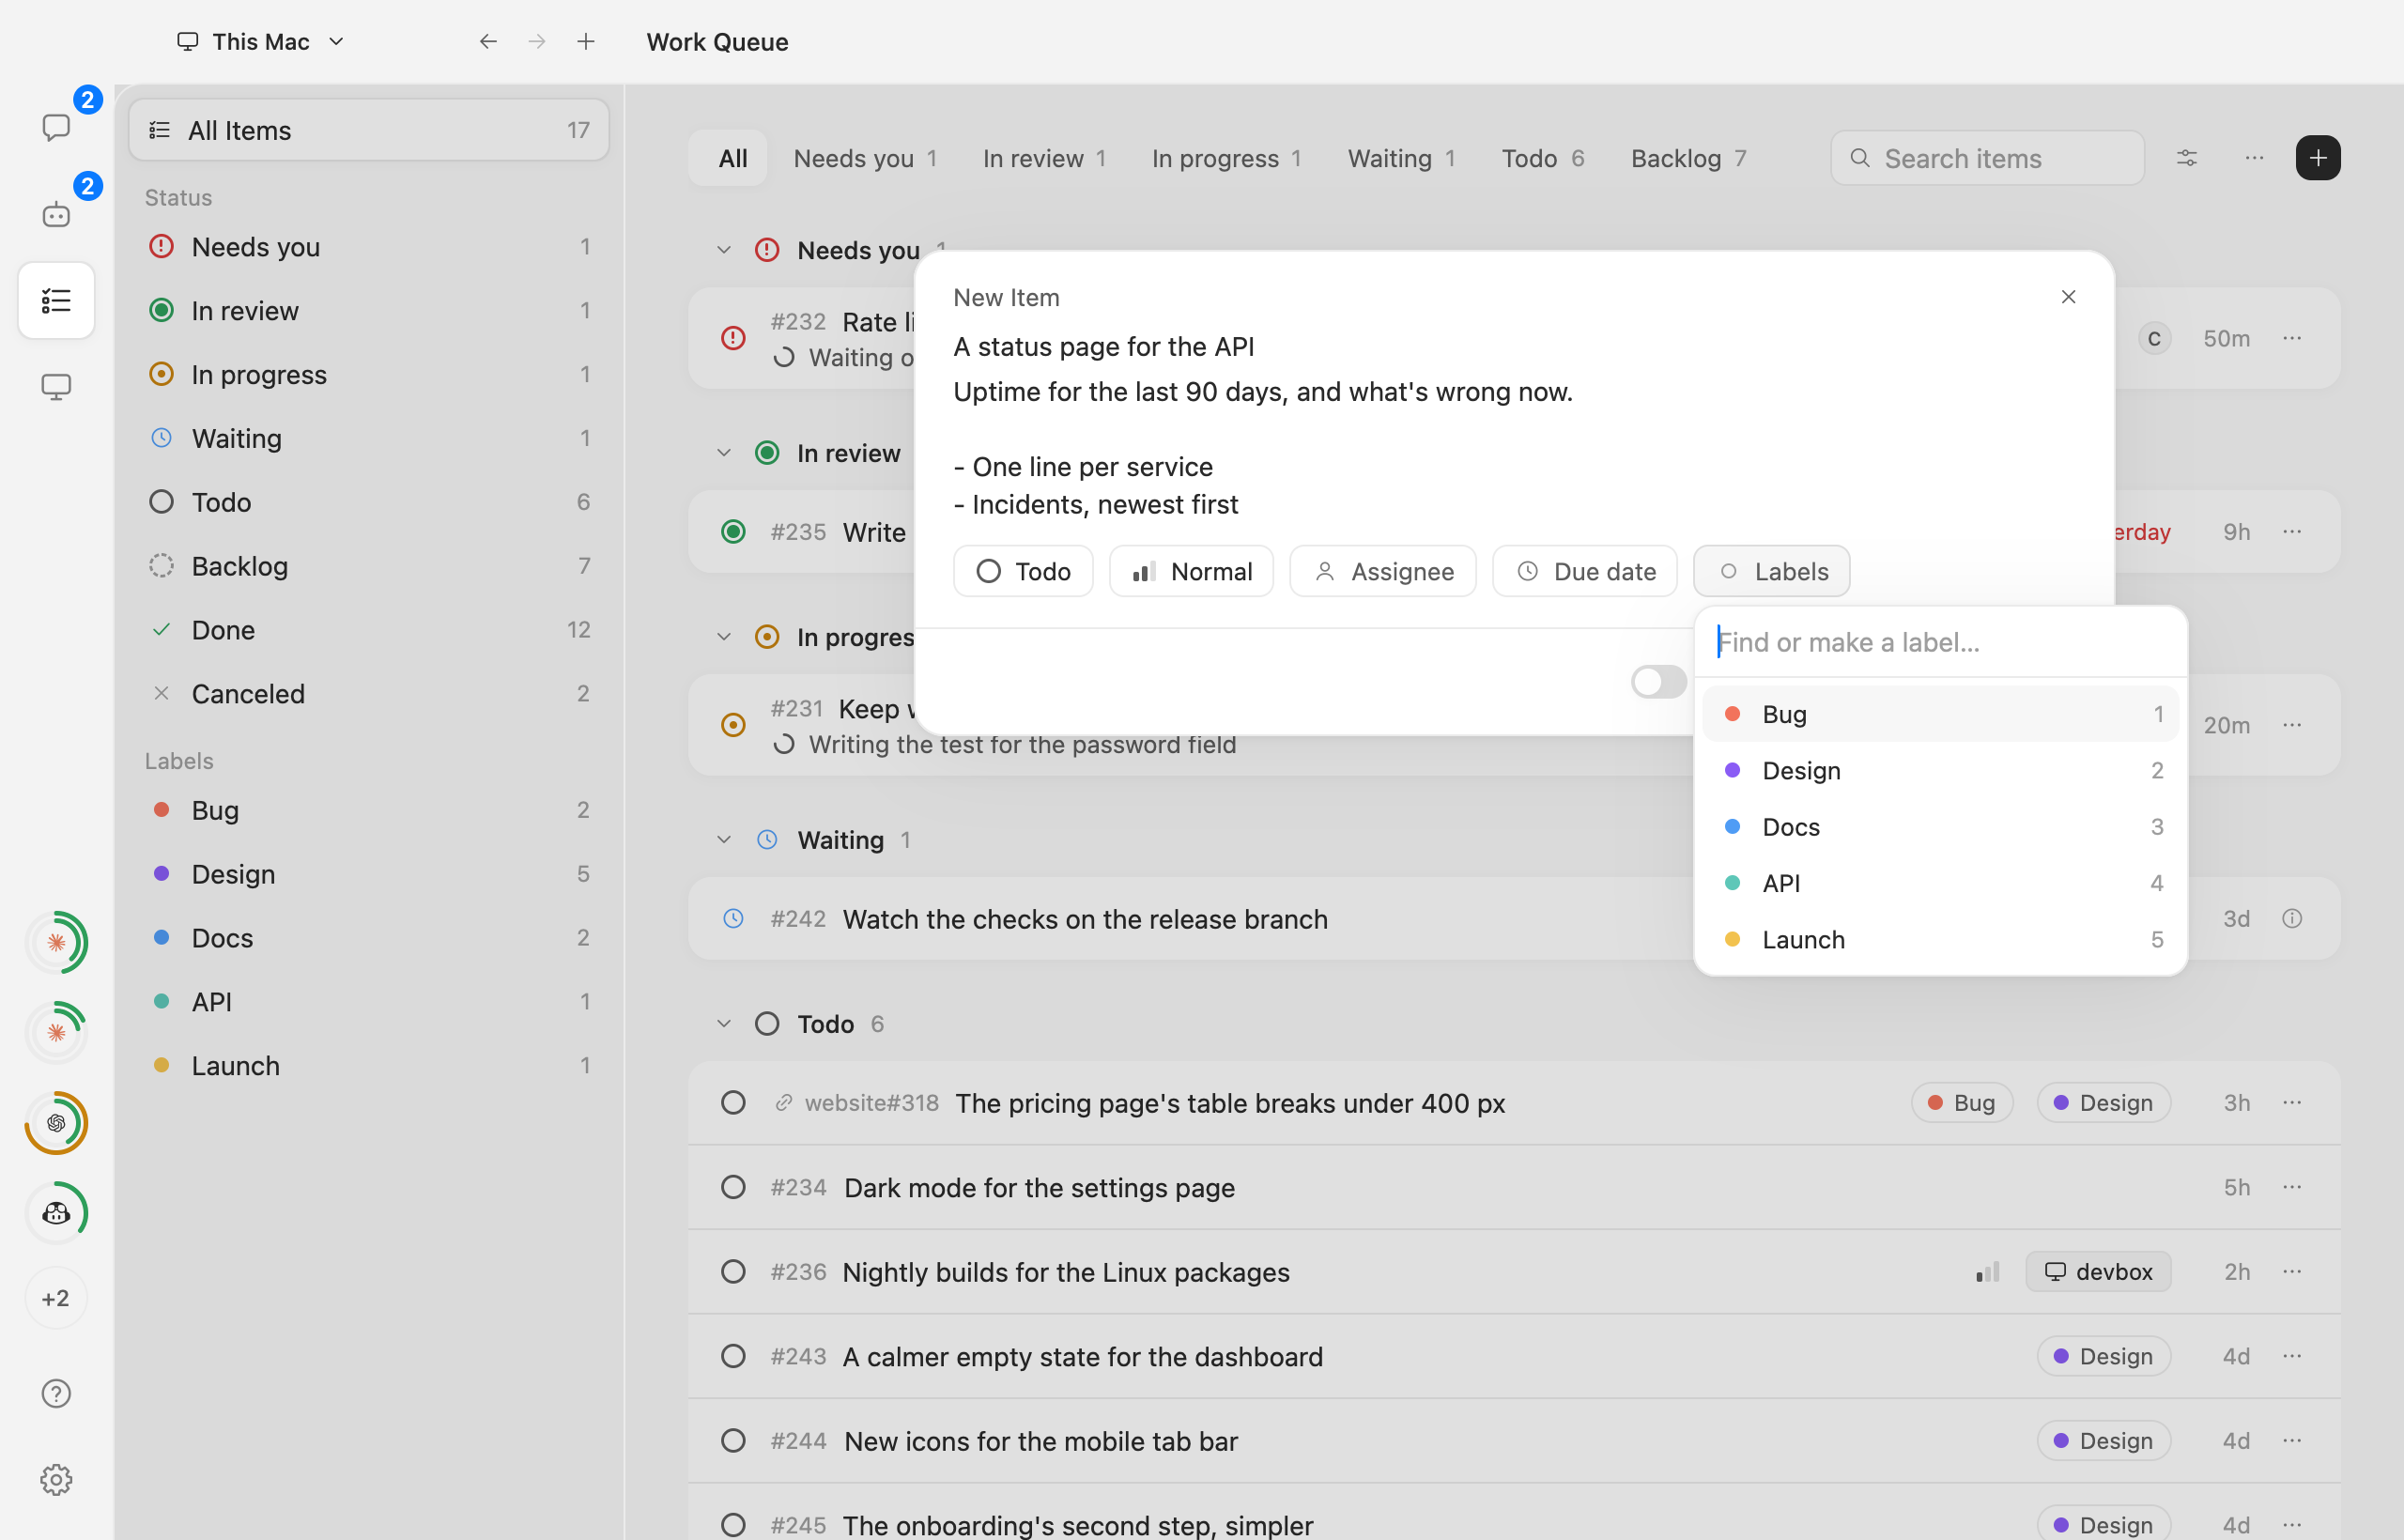 This Mac
Work Queue
2
2
All Items 17
Status
Needs you 1
In review 1
In progress 1
Waiting 1
Todo 6
Backlog 7
Done 12
Canceled 2
Labels
Bug 2
Design 5
Docs 2
API 1
Launch 1
+2
All Needs you 1 In review 1 In progress 1 Waiting 1 Todo 6 Backlog 7 Search items
Needs you
#232 Rate
Waiting
C 50m
In review
#235 Write
9h
In progres
#231 Keep
Writing the test for the password field
20m
Waiting 1
#242 Watch the checks on the release branch 3d
Todo 6
website#318 The pricing page's table breaks under 400 px Bug Design 3h
#234 Dark mode for the settings page 5h
#236 Nightly builds for the Linux packages devbox 2h
#243 A calmer empty state for the dashboard Design 4d
#244 New icons for the mobile tab bar Design 4d
#245 The onboarding's second step, simpler Design 4d
New Item
A status page for the API
Uptime for the last 90 days, and what's wrong now.
- One line per service
- Incidents, newest first
Todo Normal Assignee Due date Labels
Find or make a label...
Bug 1
Design 2
Docs 3
API 4
Launch 5
erday